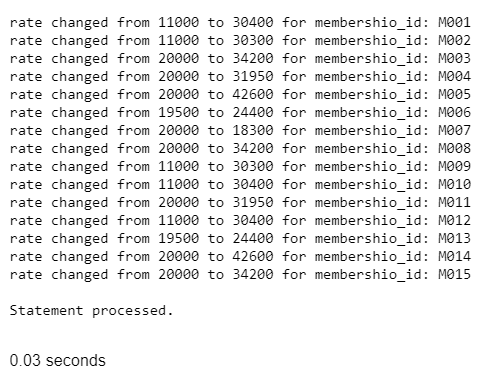 rate changed from 11000 to 30400 for membershio_id: M001
rate changed from 11000 to 30300 for membershio_id: M002
rate changed from 20000 to 34200 for membershio_id: M003
rate changed from 20000 to 31950 for membershio_id: M004
rate changed from 20000 to 42600 for membershio_id: M005
rate changed from 19500 to 24400 for membershio_id: M006
rate changed from 20000 to 18300 for membershio_id: M007
rate changed from 20000 to 34200 for membershio_id: M008
rate changed from 11000 to 30300 for membershio_id: M009
rate changed from 11000 to 30400 for membershio_id: M010
rate changed from 20000 to 31950 for membershio_id: M011
rate changed from 11000 to 30400 for membershio_id: M012
rate changed from 19500 to 24400 for membershio_id: M013
rate changed from 20000 to 42600 for membershio_id: M014
rate changed from 20000 to 34200 for membershio_id: M015
Statement processed.
0.03 seconds